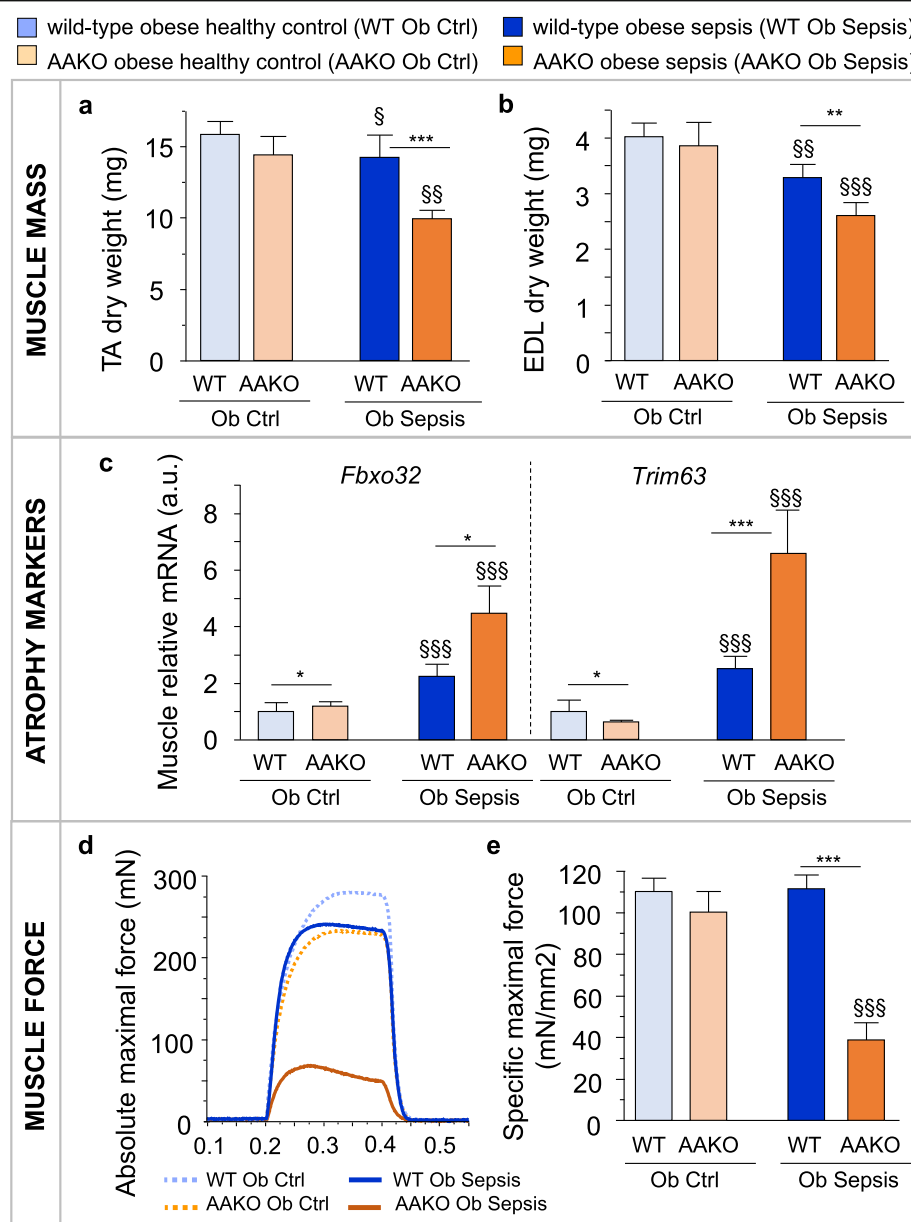 wild-type obese healthy control (WT Ob Ctrl) wild-type obese sepsis (WT Ob Sepsis)
AAKO obese healthy control (AAKO Ob Ctrl) AAKO obese sepsis (AAKO Ob Sepsis)
MUSCLE MASS
a
TA dry weight (mg)
15
10
5
0
§
***
§§
WT AAKO WT AAKO
Ob Ctrl Ob Sepsis
b
EDL dry weight (mg)
4
3
2
1
0
**
§§
§§§
WT AAKO WT AAKO
Ob Ctrl Ob Sepsis
ATROPHY MARKERS
c
Muscle relative mRNA (a.u.)
Fbxo32 Trim63
8
6
4
2
0
*
§§§
*
§§§
*
§§§
***
§§§
WT AAKO WT AAKO WT AAKO WT AAKO
Ob Ctrl Ob Sepsis Ob Ctrl Ob Sepsis
MUSCLE FORCE
d
Absolute maximal force (mN)
300
200
100
0
0.1 0.2 0.3 0.4 0.5
WT Ob Ctrl WT Ob Sepsis
AAKO Ob Ctrl AAKO Ob Sepsis
e
Specific maximal force
(mN/mm2)
120
100
80
60
40
20
0
***
§§§
WT AAKO WT AAKO
Ob Ctrl Ob Sepsis